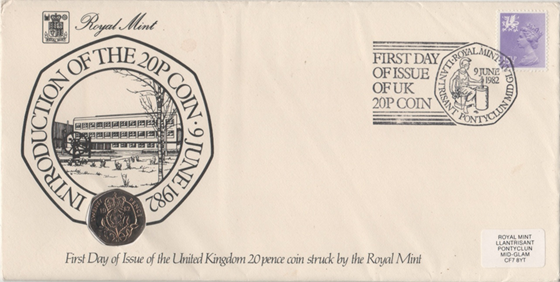 Royal Mint
INTRODUCTION OF THE 20P COIN · 9 JUNE 1982
FIRST DAY
OF ISSUE
OF UK
20P COIN
ROYAL MINT · LLANTRISANT PONTYCLUN MID GLAM
9 JUNE
1982
First Day of Issue of the United Kingdom 20 pence coin struck by the Royal Mint
ROYAL MINT
LLANTRISANT
PONTYCLUN
MID-GLAM
CF7 8YT